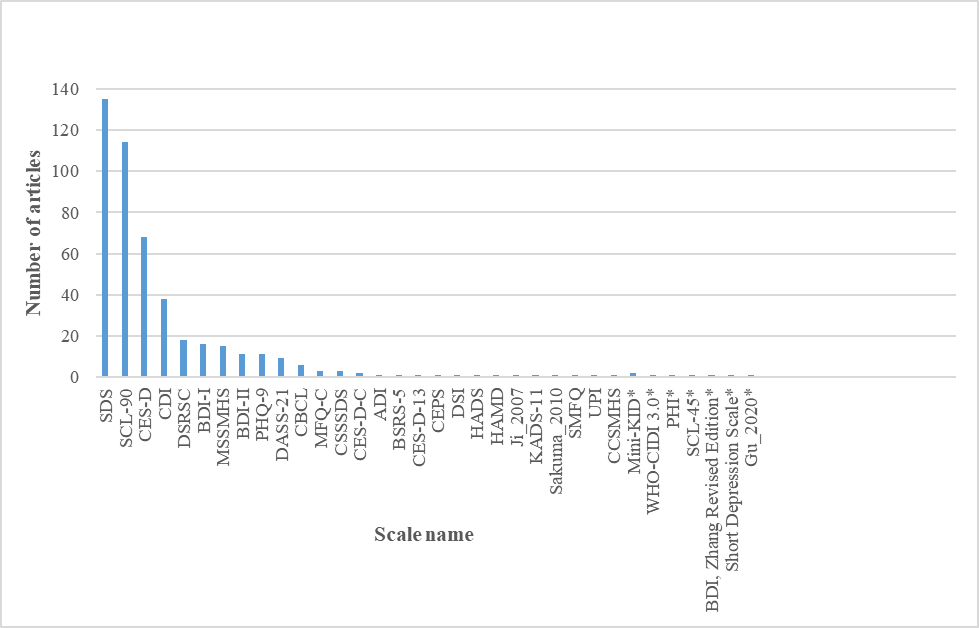 140
120
100
80
60
40
20
0
Number of articles
SDS
SCL-90
CES-D
CDI
DSRSC
BDI-I
MSSMHS
BDI-II
PHQ-9
DASS-21
CBCL
MFQ-C
CSSSDS
CES-D-C
ADI
BSRS-5
CES-D-13
CEPS
DSI
HADS
HAMD
Ji_2007
KADS-11
Sakuma_2010
SMFQ
UPI
CCSMHS
Mini-KID*
WHO-CIDI 3.0*
PHI*
SCL-45*
BDI, Zhang Revised Edition*
Short Depression Scale*
Gu_2020*
Scale name